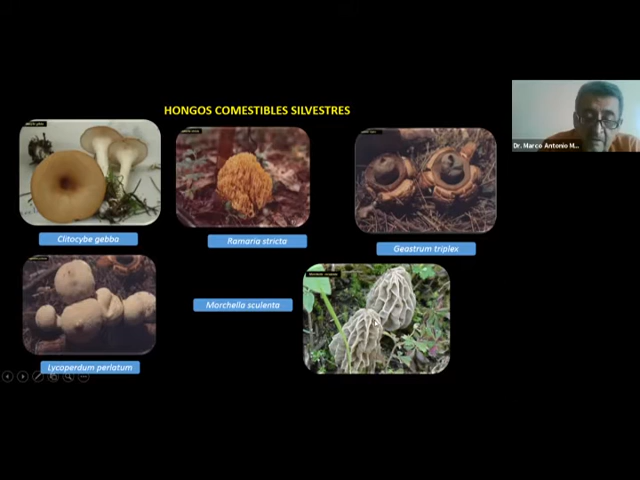 HONGOS COMESTIBLES SILVESTRES
Dr. Marco Antonio M...
Clitocybe gebba
Ramaria stricta
Geastrum triplex
Morchella sculenta
Lycoperdum perlatum